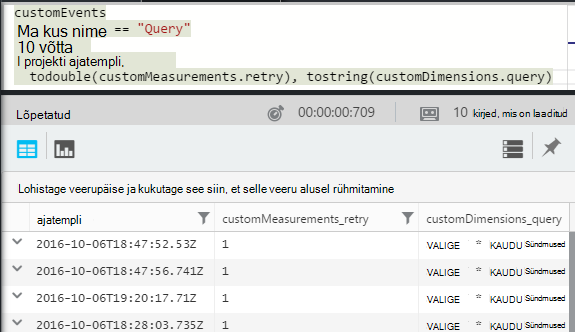 customEvents
Ma kus nime == "Query"
10 võtta
I projekti ajatempli,
todouble(customMeasurements.retry), tostring(customDimensions.query)
Lõpetatud 00:00:00:709 10 kirjed, mis on laaditud
Lohistage veerupäise ja kukutage see siin, et selle veeru alusel rühmitamine
ajatempli customMeasurements_retry customDimensions_query
2016-10-06T18:47:52.53Z 1 VALIGE * KAUDU Sündmused
2016-10-06T18:47:56.741Z 1 VALIGE * KAUDU Sündmused
2016-10-06T19:20:17.71Z 1 VALIGE * KAUDU Sündmused
2016-10-06T18:28:03.735Z 1 VALIGE * KAUDU Sündmused